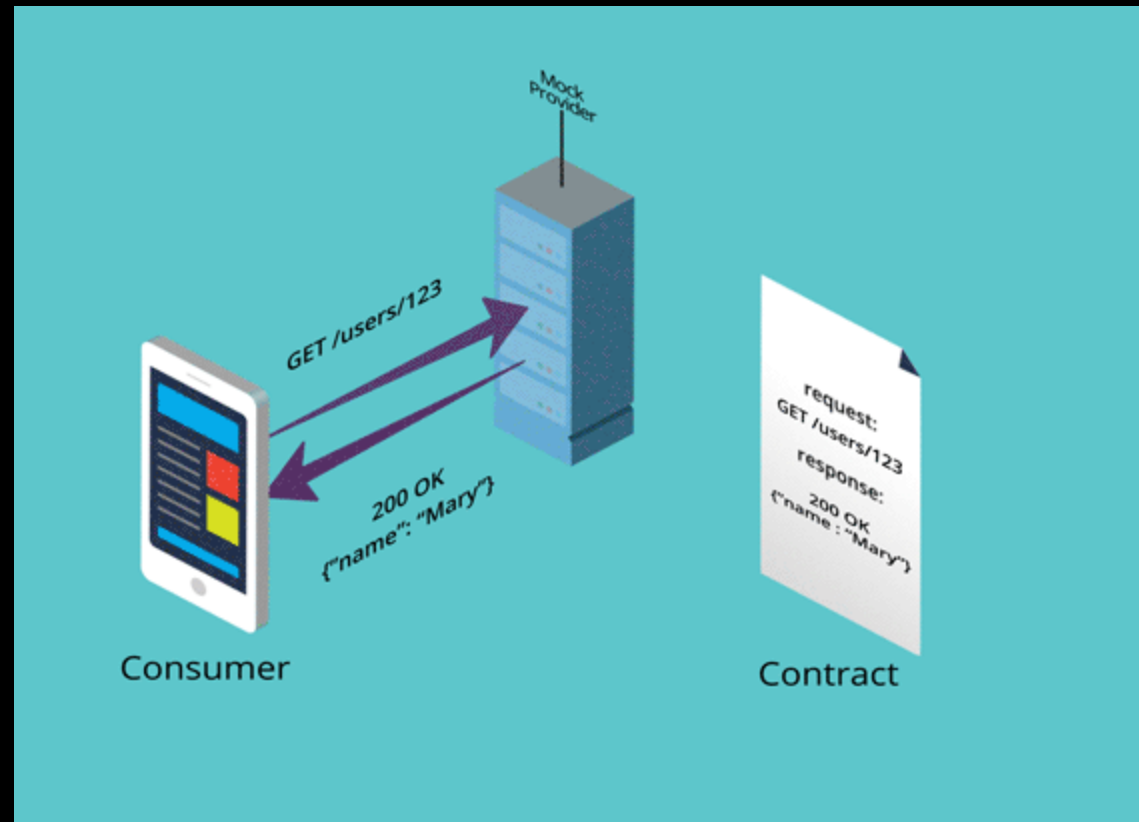 Mock
Provider
GET /users/123
200 OK
{"name": "Mary"}
Consumer
request:
GET /users/123
response:
200 OK
{"name : "Mary"}
Contract